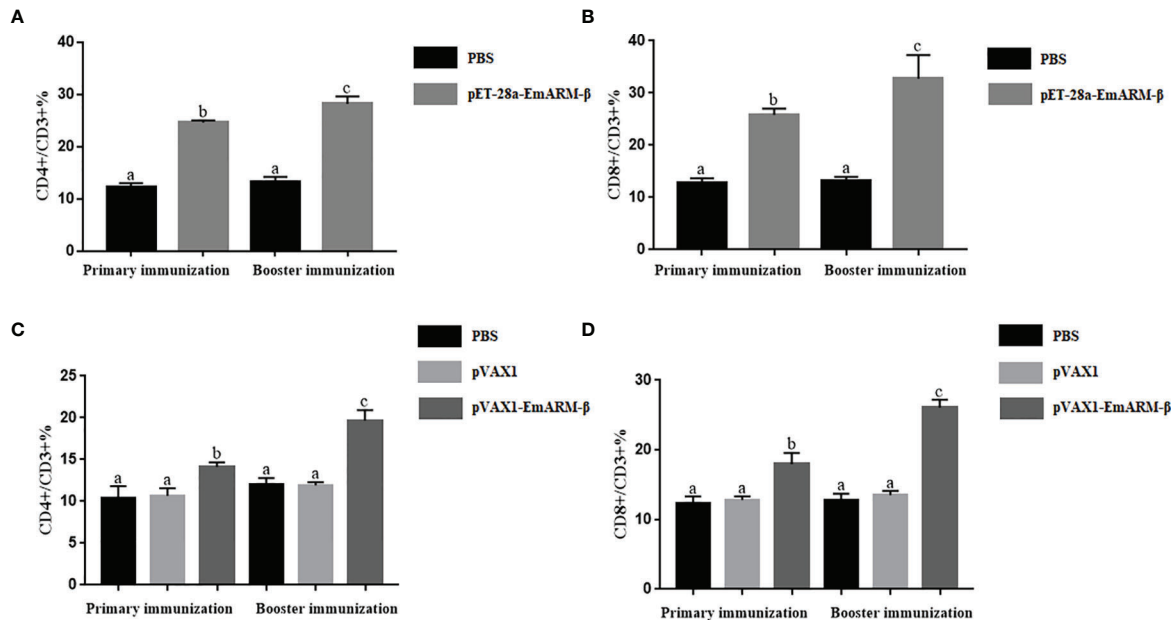 A
CD4+/CD3+%
40
30
20
10
0
a
b
a
c
Primary immunization
Booster immunization
PBS
pET-28a-EmARM-β
B
CD8+/CD3+%
40
30
20
10
0
a
b
a
c
Primary immunization
Booster immunization
PBS
pET-28a-EmARM-β
C
CD4+/CD3+%
25
20
15
10
5
0
a
a
b
a
a
c
Primary immunization
Booster immunization
PBS
pVAX1
pVAX1-EmARM-β
D
CD8+/CD3+%
30
20
10
0
a
a
b
a
a
c
Primary immunization
Booster immunization
PBS
pVAX1
pVAX1-EmARM-β